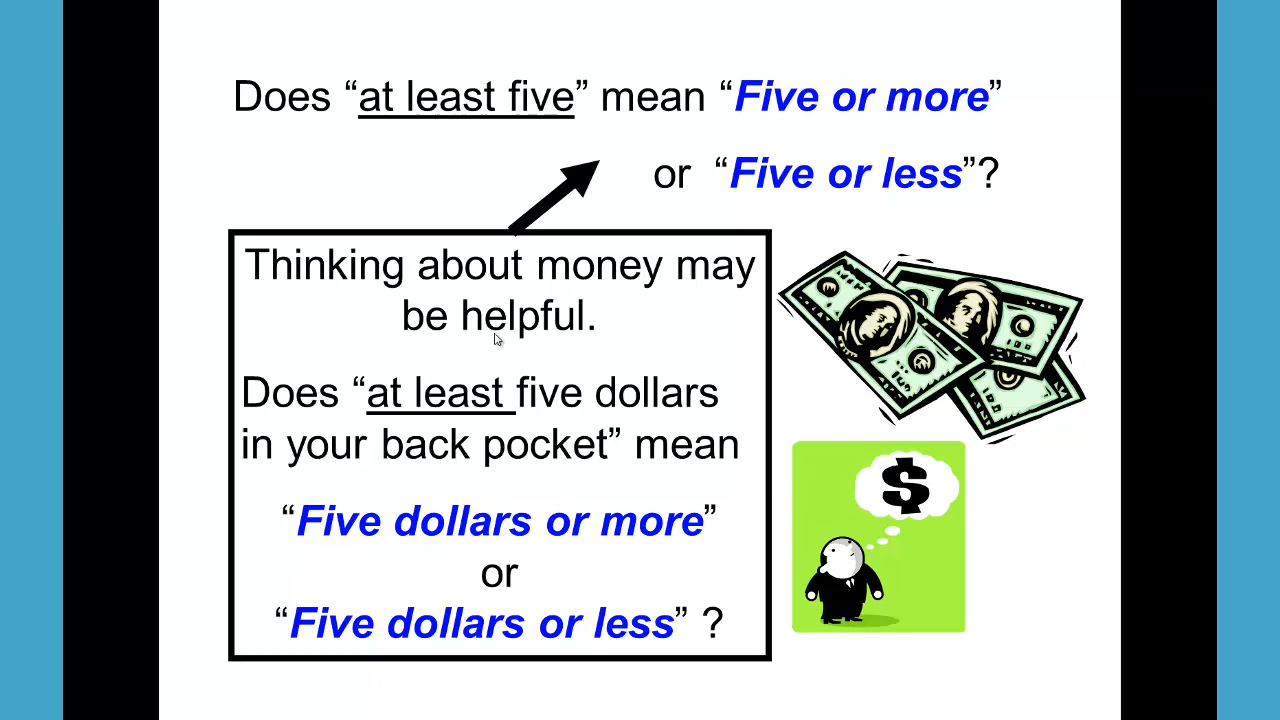 Does “at least five” mean “Five or more”
or “Five or less”?
Thinking about money may
be helpful.
Does “at least five dollars
in your back pocket” mean
“Five dollars or more”
or
“Five dollars or less” ?
$